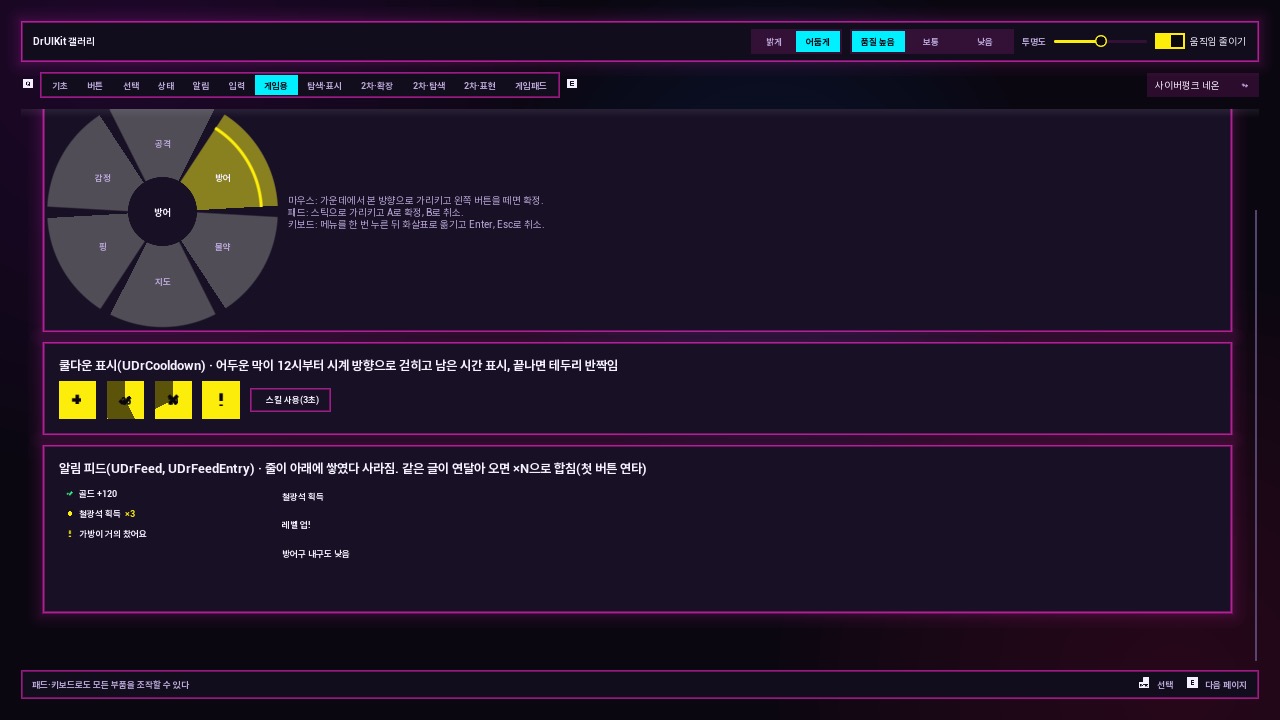 DrUIKit 갤러리
밝게
어둡게
품질 높음
보통
낮음
투명도
움직임 줄이기
Q
기초
버튼
선택
상태
알림
입력
게임용
탐색·표시
2차·확장
2차·탐색
2차·표현
게임패드
E
사이버펑크 네온
공격
감정
방어
방어
핑
물약
지도
마우스: 가운데에서 본 방향으로 가리키고 왼쪽 버튼을 떼면 확정.
패드: 스틱으로 가리키고 A로 확정, B로 취소.
키보드: 메뉴를 한 번 누른 뒤 화살표로 옮기고 Enter, Esc로 취소.
쿨다운 표시(UDrCooldown) · 어두운 막이 12시부터 시계 방향으로 걷히고 남은 시간 표시, 끝나면 테두리 반짝임
스킬 사용(3초)
알림 피드(UDrFeed, UDrFeedEntry) · 줄이 아래에 쌓였다 사라짐. 같은 글이 연달아 오면 ×N으로 합침(첫 버튼 연타)
골드 +120
철광석 획득 ×3
가방이 거의 찼어요
철광석 획득
레벨 업!
방어구 내구도 낮음
패드·키보드로도 모든 부품을 조작할 수 있다
선택
E
다음 페이지